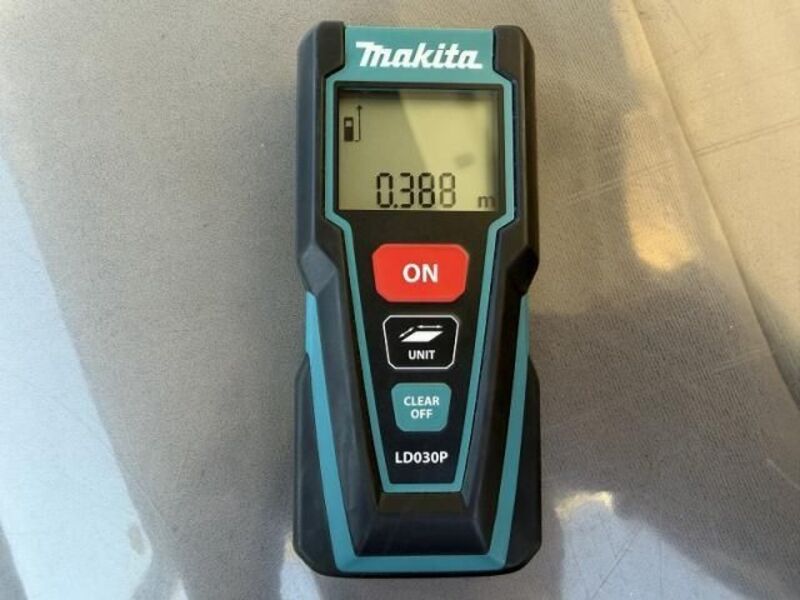 Makita
0.388 m
ON
UNIT
CLEAR
OFF
LD030P